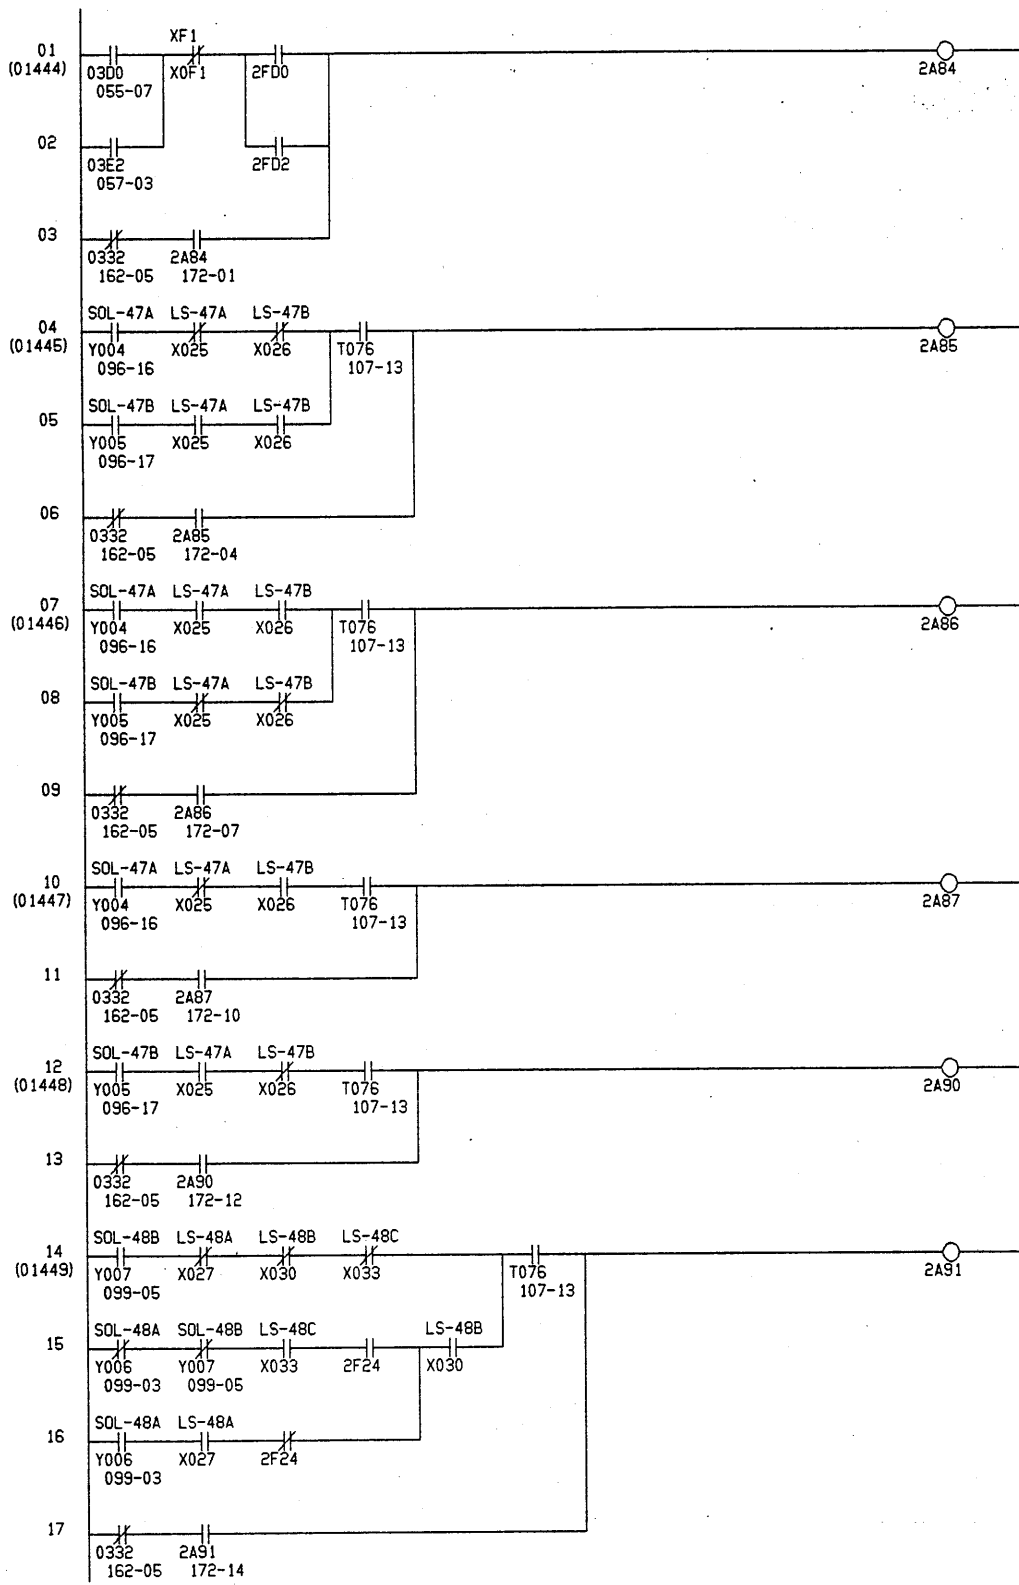 XF1
01
(01444) 03D0 X0F1 2FD0 2A84
055-07
02
03E2 2FD2
057-03
03
0332 2A84
162-05 172-01
SOL-47A LS-47A LS-47B
04
(01445) Y004 X025 X026 T076 2A85
096-16 107-13
SOL-47B LS-47A LS-47B
05
Y005 X025 X026
096-17
06
0332 2A85
162-05 172-04
SOL-47A LS-47A LS-47B
07
(01446) Y004 X025 X026 T076 2A86
096-16 107-13
SOL-47B LS-47A LS-47B
08
Y005 X025 X026
096-17
09
0332 2A86
162-05 172-07
SOL-47A LS-47A LS-47B
10
(01447) Y004 X025 X026 T076 2A87
096-16 107-13
11
0332 2A87
162-05 172-10
SOL-47B LS-47A LS-47B
12
(01448) Y005 X025 X026 T076 2A90
096-17 107-13
13
0332 2A90
162-05 172-12
SOL-48B LS-48A LS-48B LS-48C
14
(01449) Y007 X027 X030 X033 T076 2A91
099-05 107-13
SOL-48A SOL-48B LS-48C LS-48B
15
Y006 Y007 X033 2F24 X030
099-03 099-05
SOL-48A LS-48A
16
Y006 X027 2F24
099-03
17
0332 2A91
162-05 172-14